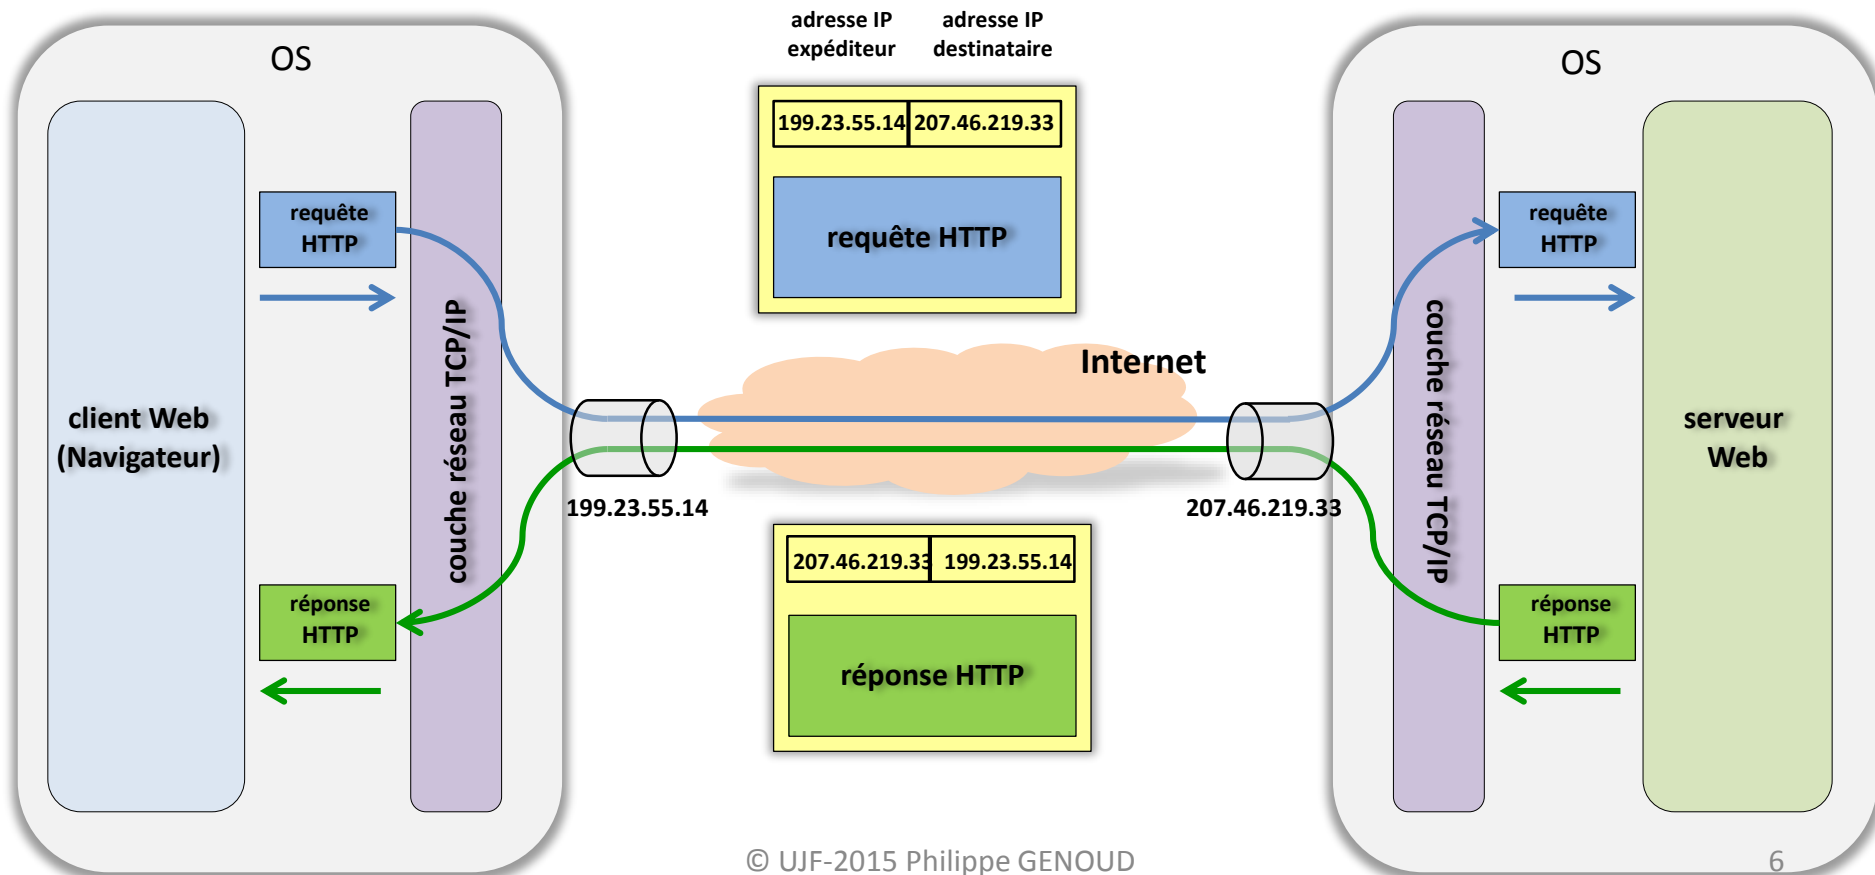 OS
adresse IP
expéditeur
adresse IP
destinataire
OS
199.23.55.14
207.46.219.33
requête
HTTP
requête HTTP
requête
HTTP
couche réseau TCP/IP
Internet
couche réseau TCP/IP
client Web
(Navigateur)
serveur
Web
199.23.55.14
207.46.219.33
207.46.219.33
199.23.55.14
réponse
HTTP
réponse HTTP
réponse
HTTP
© UJF-2015 Philippe GENOUD
6